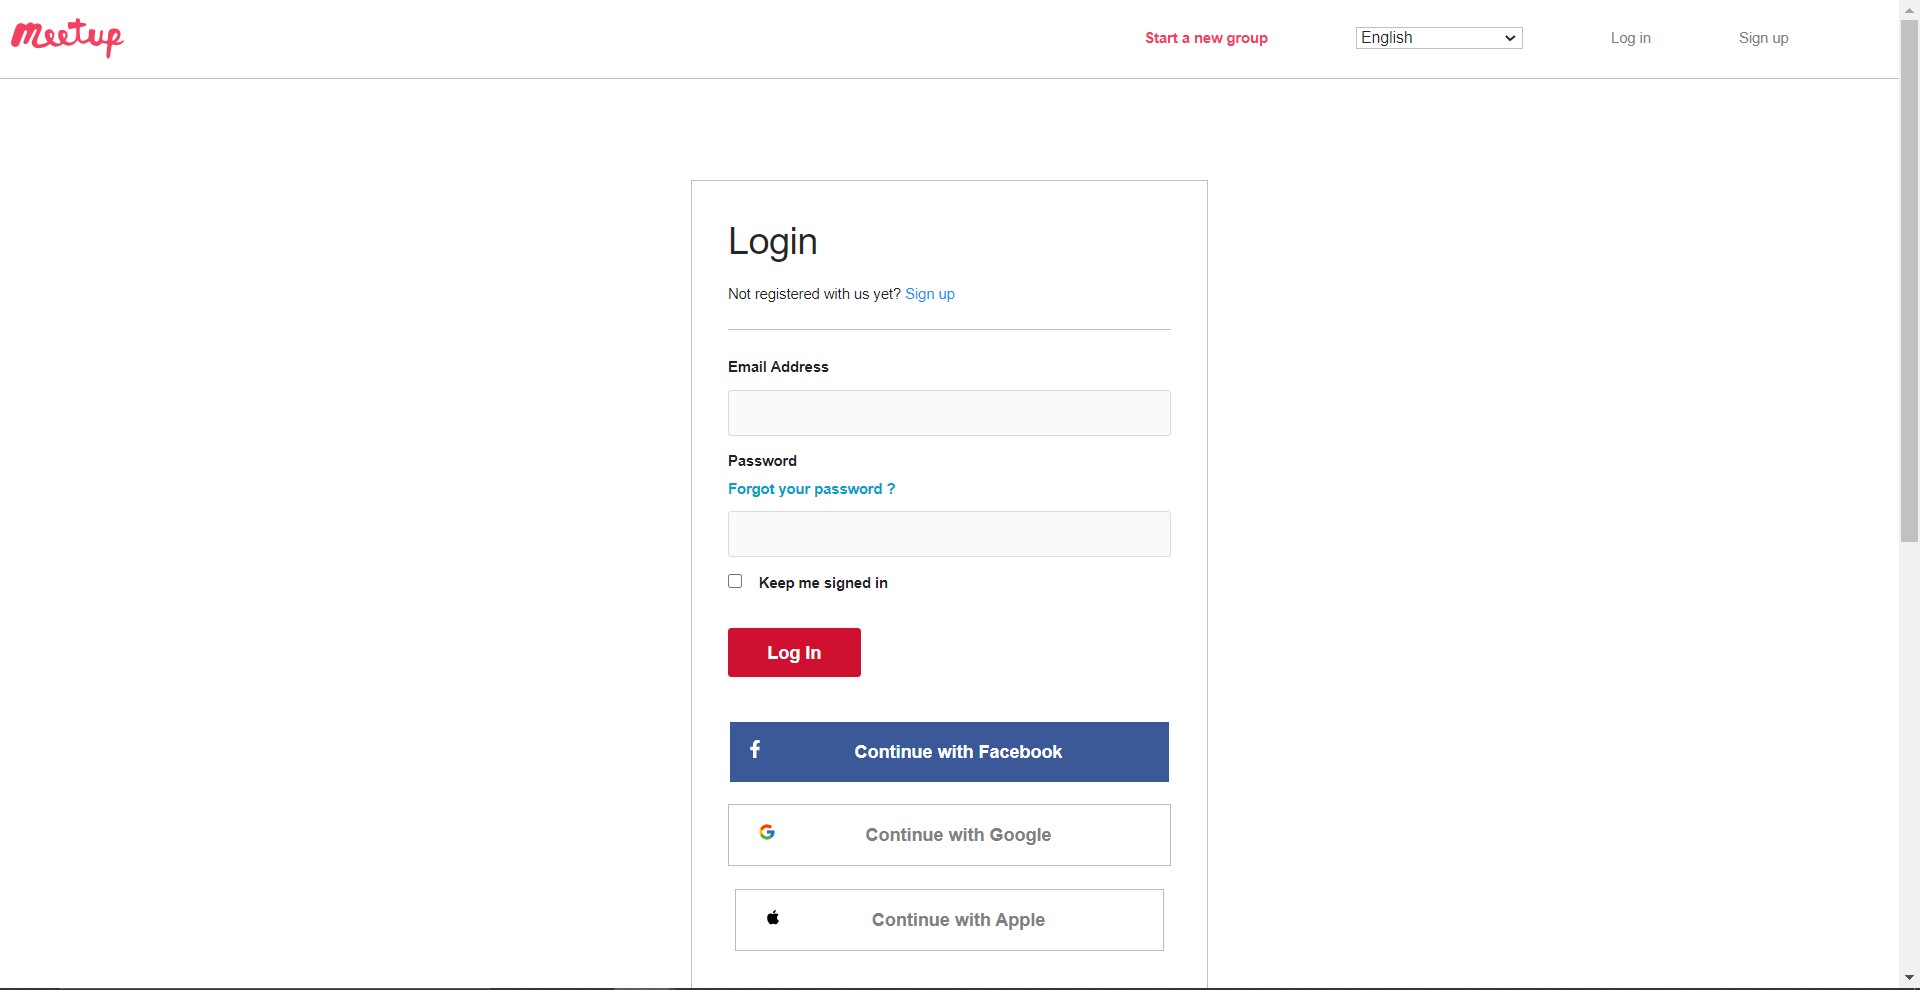 meetup
Start a new group
English
Log in
Sign up
Login
Not registered with us yet? Sign up
Email Address
Password
Forgot your password ?
Keep me signed in
Log In
Continue with Facebook
Continue with Google
Continue with Apple